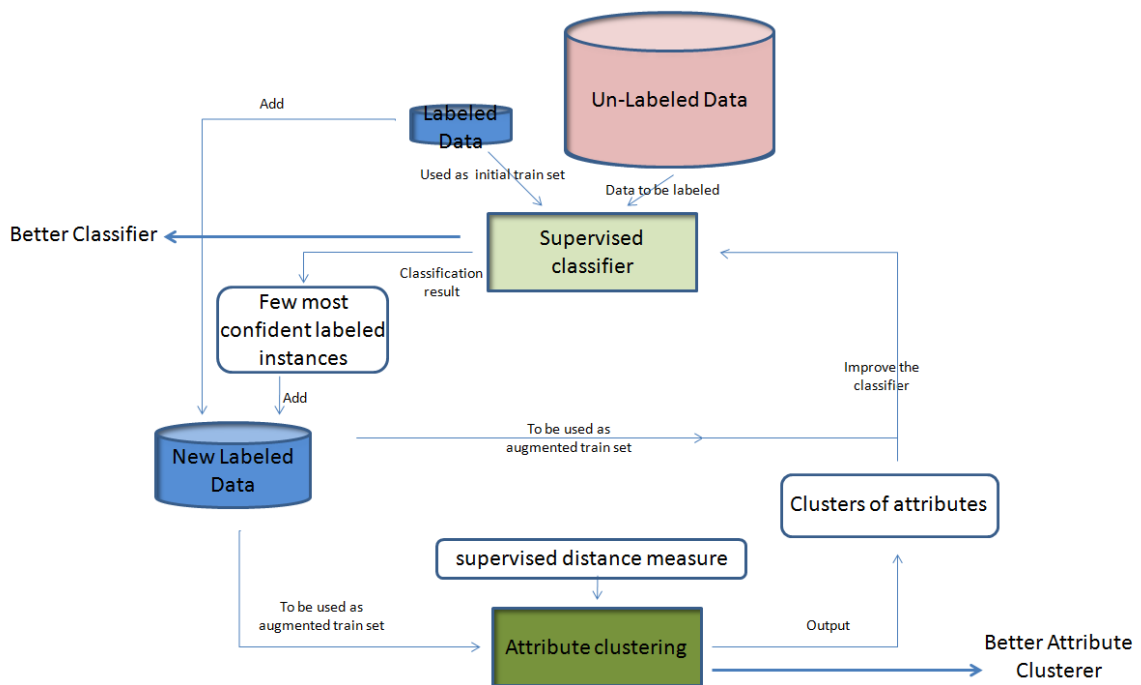 Un-Labeled Data
Add
Labeled
Data
Used as initial train set
Data to be labeled
Better Classifier
Supervised
classifier
Classification
result
Few most
confident labeled
instances
Improve the
classifier
Add
To be used as
augmented train set
New Labeled
Data
Clusters of attributes
supervised distance measure
To be used as
augmented train set
Attribute clustering
Output
Better Attribute
Clusterer